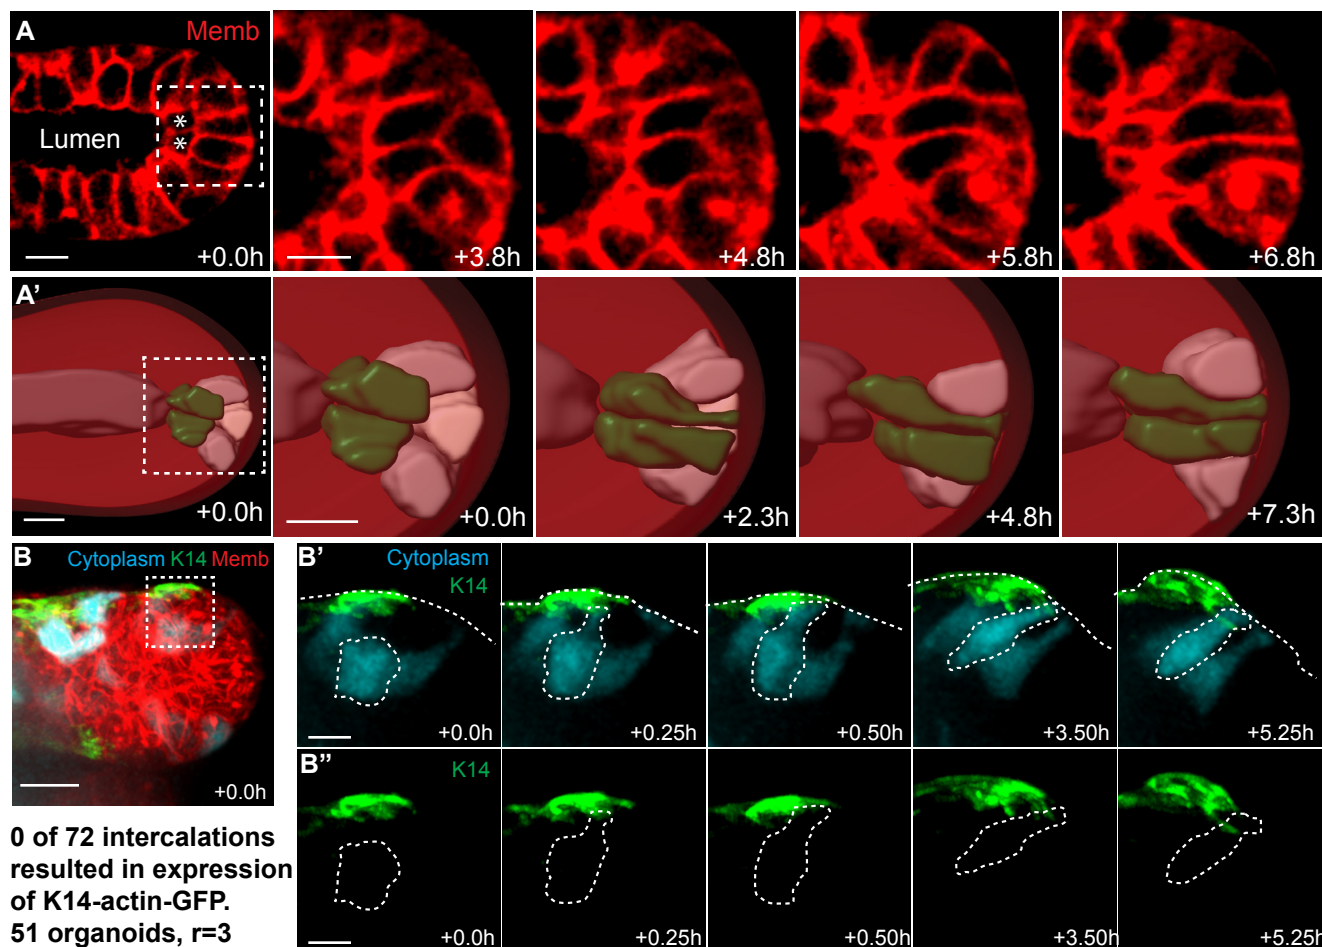 A Memb
Lumen
* *
+0.0h +3.8h +4.8h +5.8h +6.8h
A’
+0.0h +0.0h +2.3h +4.8h +7.3h
B Cytoplasm K14 Memb
+0.0h
B’ Cytoplasm
K14
+0.0h +0.25h +0.50h +3.50h +5.25h
B’’ K14
+0.0h +0.25h +0.50h +3.50h +5.25h
0 of 72 intercalations
resulted in expression
of K14-actin-GFP.
51 organoids, r=3